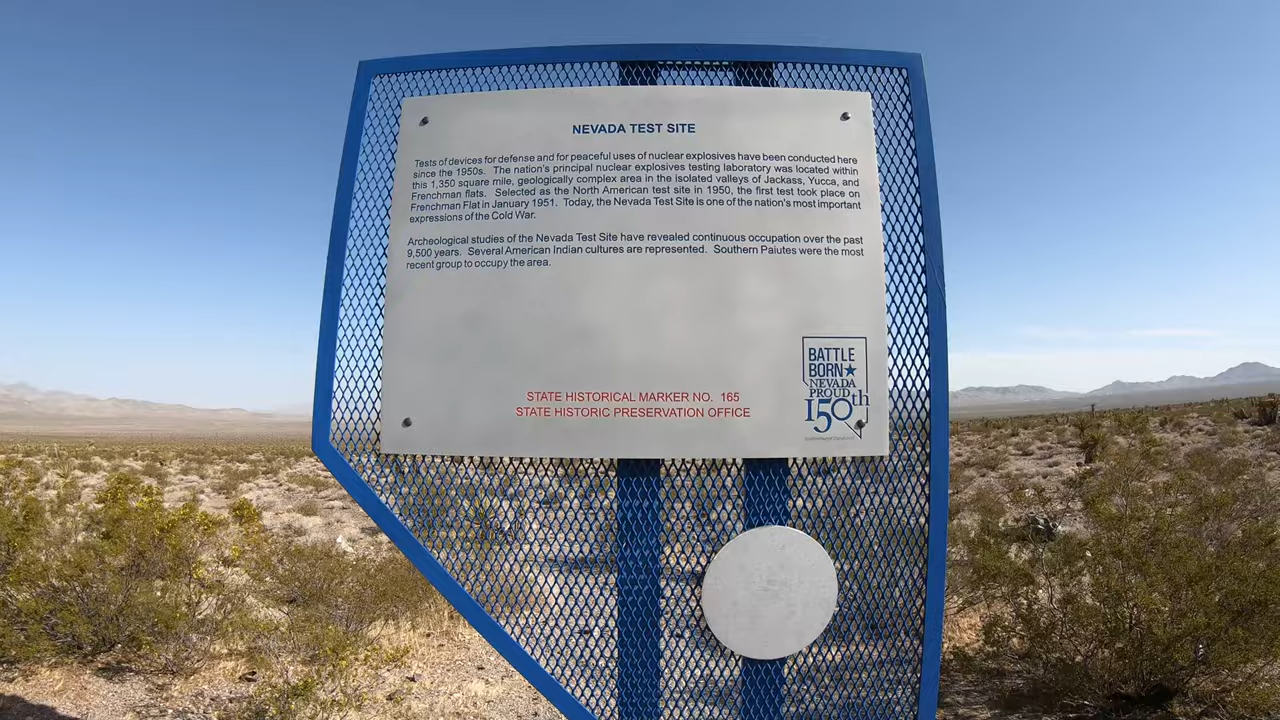 NEVADA TEST SITE
Tests of devices for defense and for peaceful uses of nuclear explosives have been conducted here
since the 1950s. The nation's principal nuclear explosives testing laboratory was located within
this 1,350 square mile, geologically complex area in the isolated valleys of Jackass, Yucca, and
Frenchman flats. Selected as the North American test site in 1950, the first test took place on
Frenchman Flat in January 1951. Today, the Nevada Test Site is one of the nation's most important
expressions of the Cold War.
Archeological studies of the Nevada Test Site have revealed continuous occupation over the past
9,500 years. Several American Indian cultures are represented. Southern Paiutes were the most
recent group to occupy the area.
STATE HISTORICAL MARKER NO. 165
STATE HISTORIC PRESERVATION OFFICE
BATTLE
BORN
NEVADA
PROUD
150th